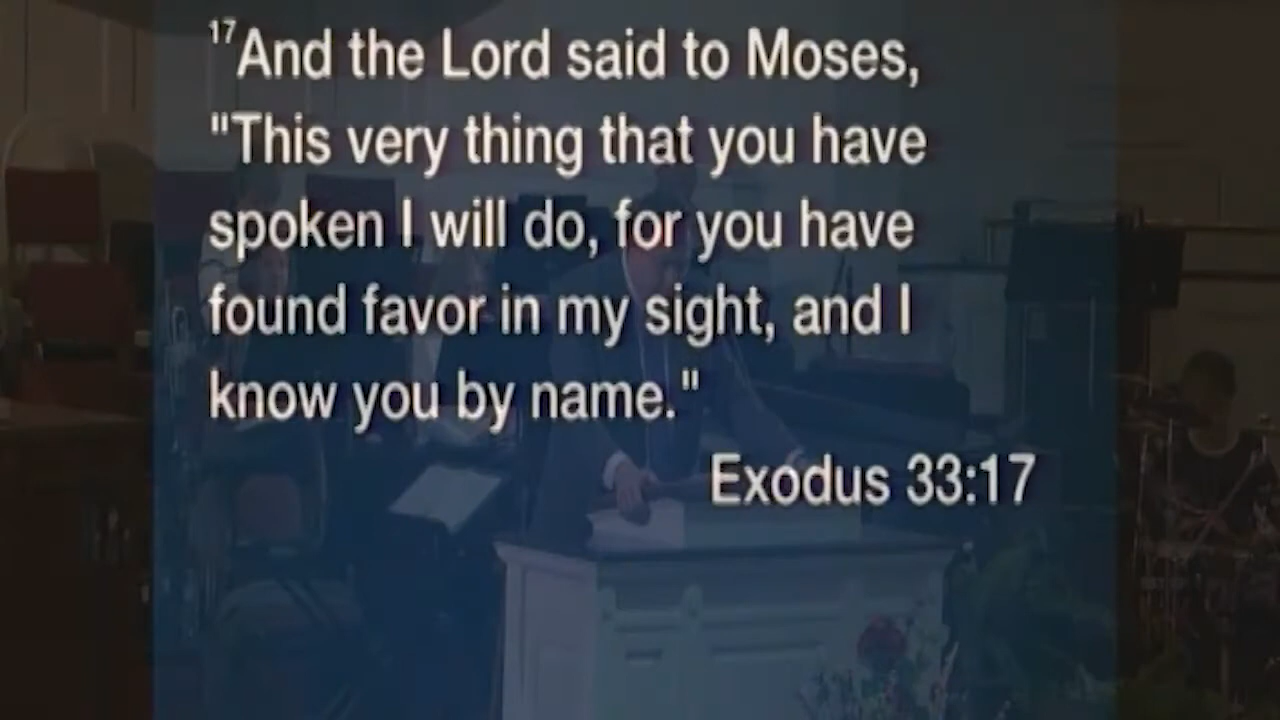 17And the Lord said to Moses,
"This very thing that you have
spoken I will do, for you have
found favor in my sight, and I
know you by name."
Exodus 33:17